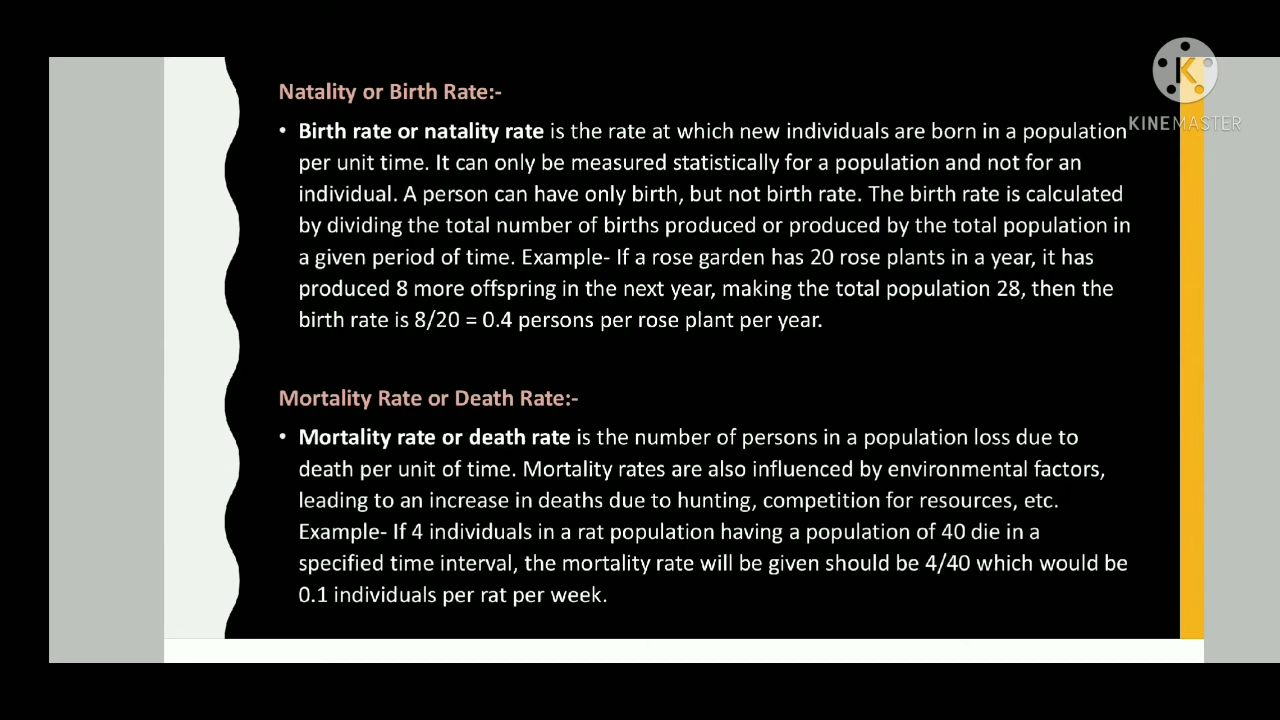 K
KINEMASTER
Natality or Birth Rate:-
• Birth rate or natality rate is the rate at which new individuals are born in a population
per unit time. It can only be measured statistically for a population and not for an
individual. A person can have only birth, but not birth rate. The birth rate is calculated
by dividing the total number of births produced or produced by the total population in
a given period of time. Example- If a rose garden has 20 rose plants in a year, it has
produced 8 more offspring in the next year, making the total population 28, then the
birth rate is 8/20 = 0.4 persons per rose plant per year.
Mortality Rate or Death Rate:-
• Mortality rate or death rate is the number of persons in a population loss due to
death per unit of time. Mortality rates are also influenced by environmental factors,
leading to an increase in deaths due to hunting, competition for resources, etc.
Example- If 4 individuals in a rat population having a population of 40 die in a
specified time interval, the mortality rate will be given should be 4/40 which would be
0.1 individuals per rat per week.